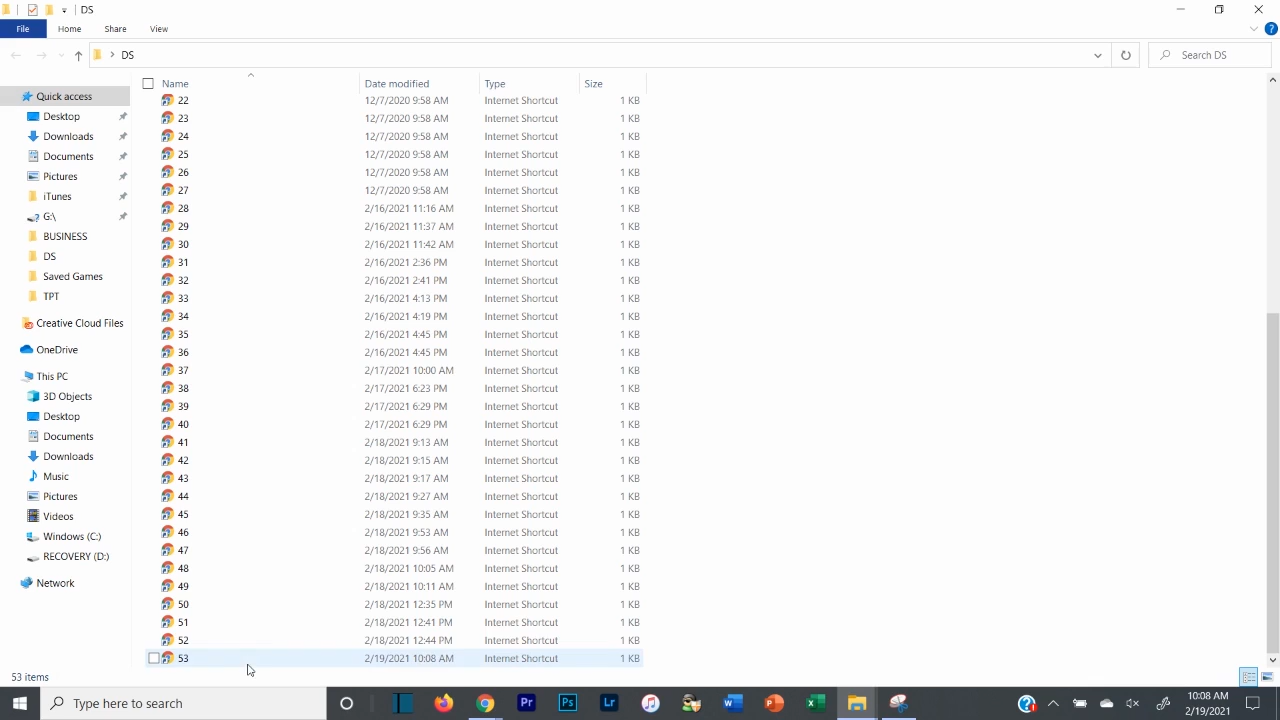 DS
File Home Share View
DS Search DS
Name Date modified Type Size
Quick access
Desktop
Downloads
Documents
Pictures
iTunes
G:\
BUSINESS
DS
Saved Games
TPT
Creative Cloud Files
OneDrive
This PC
3D Objects
Desktop
Documents
Downloads
Music
Pictures
Videos
Windows (C:)
RECOVERY (D:)
Network
22 12/7/2020 9:58 AM Internet Shortcut 1 KB
23 12/7/2020 9:58 AM Internet Shortcut 1 KB
24 12/7/2020 9:58 AM Internet Shortcut 1 KB
25 12/7/2020 9:58 AM Internet Shortcut 1 KB
26 12/7/2020 9:58 AM Internet Shortcut 1 KB
27 12/7/2020 9:58 AM Internet Shortcut 1 KB
28 2/16/2021 11:16 AM Internet Shortcut 1 KB
29 2/16/2021 11:37 AM Internet Shortcut 1 KB
30 2/16/2021 11:42 AM Internet Shortcut 1 KB
31 2/16/2021 2:36 PM Internet Shortcut 1 KB
32 2/16/2021 2:41 PM Internet Shortcut 1 KB
33 2/16/2021 4:13 PM Internet Shortcut 1 KB
34 2/16/2021 4:19 PM Internet Shortcut 1 KB
35 2/16/2021 4:45 PM Internet Shortcut 1 KB
36 2/16/2021 4:45 PM Internet Shortcut 1 KB
37 2/17/2021 10:00 AM Internet Shortcut 1 KB
38 2/17/2021 6:23 PM Internet Shortcut 1 KB
39 2/17/2021 6:29 PM Internet Shortcut 1 KB
40 2/17/2021 6:29 PM Internet Shortcut 1 KB
41 2/18/2021 9:13 AM Internet Shortcut 1 KB
42 2/18/2021 9:15 AM Internet Shortcut 1 KB
43 2/18/2021 9:17 AM Internet Shortcut 1 KB
44 2/18/2021 9:27 AM Internet Shortcut 1 KB
45 2/18/2021 9:35 AM Internet Shortcut 1 KB
46 2/18/2021 9:53 AM Internet Shortcut 1 KB
47 2/18/2021 9:56 AM Internet Shortcut 1 KB
48 2/18/2021 10:05 AM Internet Shortcut 1 KB
49 2/18/2021 10:11 AM Internet Shortcut 1 KB
50 2/18/2021 12:35 PM Internet Shortcut 1 KB
51 2/18/2021 12:41 PM Internet Shortcut 1 KB
52 2/18/2021 12:44 PM Internet Shortcut 1 KB
53 2/19/2021 10:08 AM Internet Shortcut 1 KB
53 items
Type here to search Pr Ps Lr 10:08 AM
2/19/2021